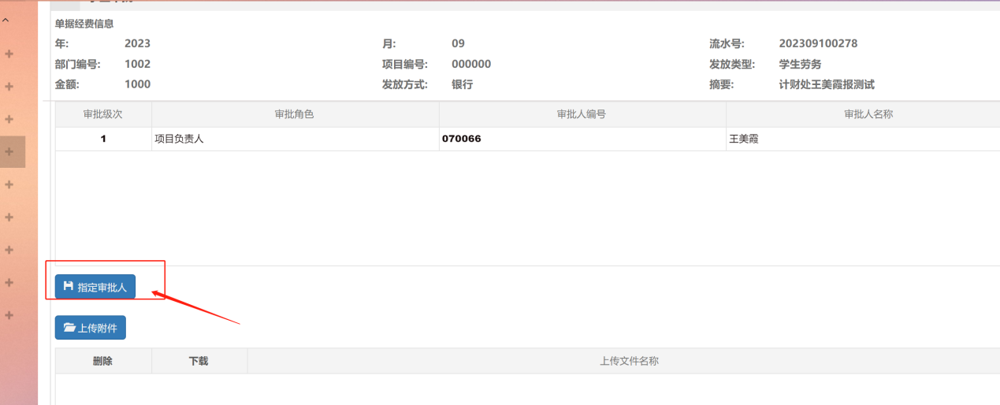 单据经费信息
年: 2023 月: 09 流水号: 202309100278
部门编号: 1002 项目编号: 000000 发放类型: 学生劳务
金额: 1000 发放方式: 银行 摘要: 计财处王美霞报测试
审批级次 审批角色 审批人编号 审批人名称
1 项目负责人 070066 王美霞
指定审批人
上传附件
删除 下载 上传文件名称